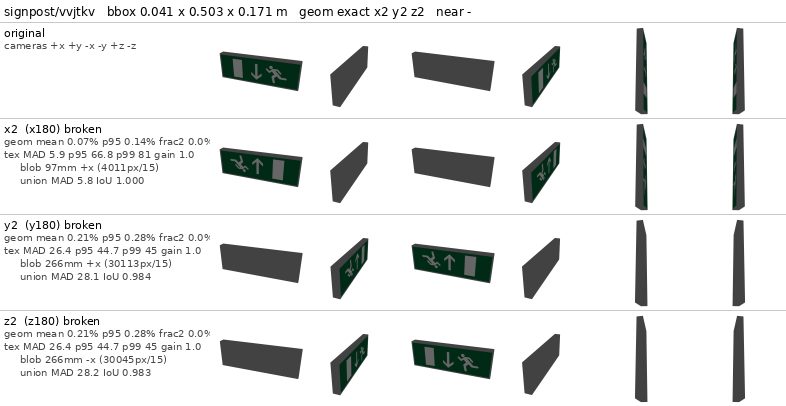 signpost/vvjtkv bbox 0.041 x 0.503 x 0.171 m geom exact x2 y2 z2 near -
original
cameras +x +y -x -y +z -z
x2 (x180) broken
geom mean 0.07% p95 0.14% frac2 0.0%
tex MAD 5.9 p95 66.8 p99 81 gain 1.0
blob 97mm +x (4011px/15)
union MAD 5.8 IoU 1.000
y2 (y180) broken
geom mean 0.21% p95 0.28% frac2 0.0%
tex MAD 26.4 p95 44.7 p99 45 gain 1.0
blob 266mm +x (30113px/15)
union MAD 28.1 IoU 0.984
z2 (z180) broken
geom mean 0.21% p95 0.28% frac2 0.0%
tex MAD 26.4 p95 44.7 p99 45 gain 1.0
blob 266mm -x (30045px/15)
union MAD 28.2 IoU 0.983